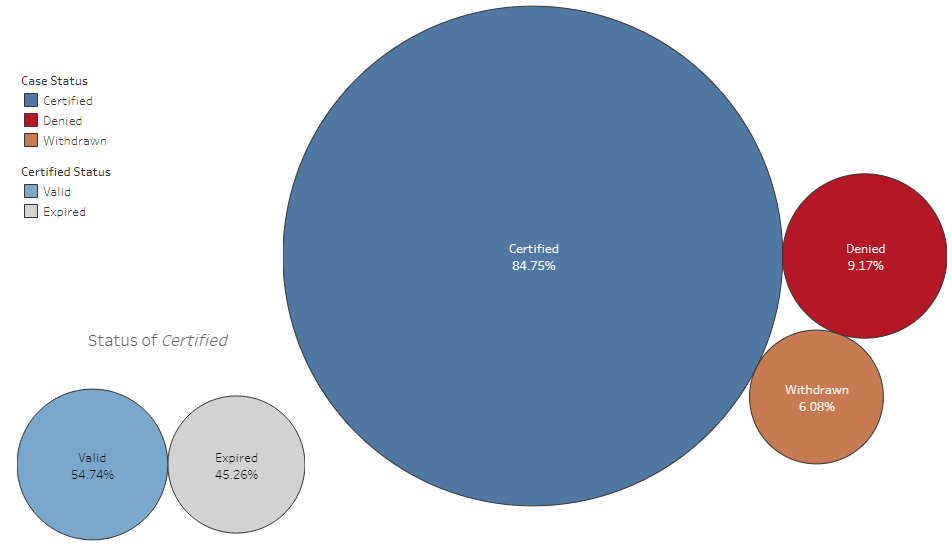 Case Status
Certified
Denied
Withdrawn
Certified Status
Valid
Expired
Certified
84.75%
Denied
9.17%
Withdrawn
6.08%
Status of Certified
Valid
54.74%
Expired
45.26%